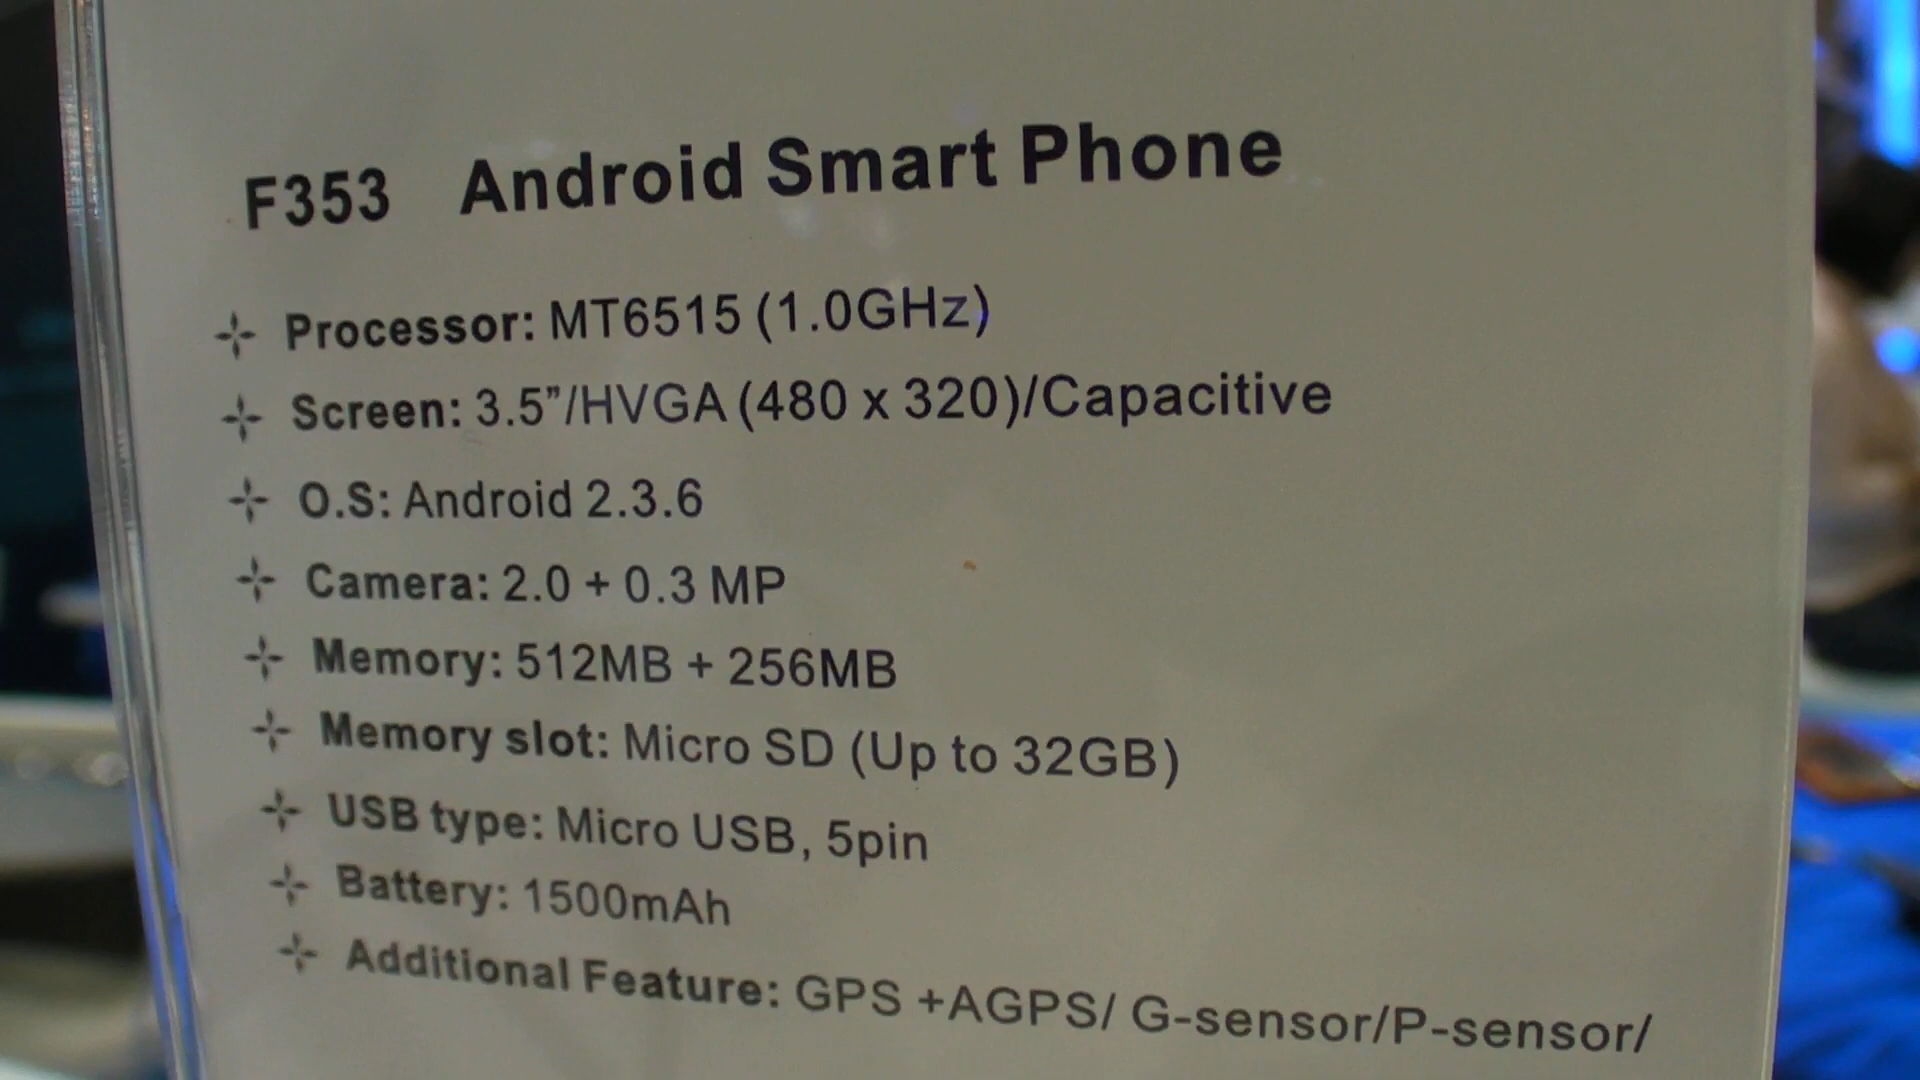 F353 Android Smart Phone
Processor: MT6515 (1.0GHz)
Screen: 3.5”/HVGA (480 x 320)/Capacitive
O.S: Android 2.3.6
Camera: 2.0 + 0.3 MP
Memory: 512MB + 256MB
Memory slot: Micro SD (Up to 32GB)
USB type: Micro USB, 5pin
Battery: 1500mAh
Additional Feature: GPS +AGPS/ G-sensor/P-sensor/